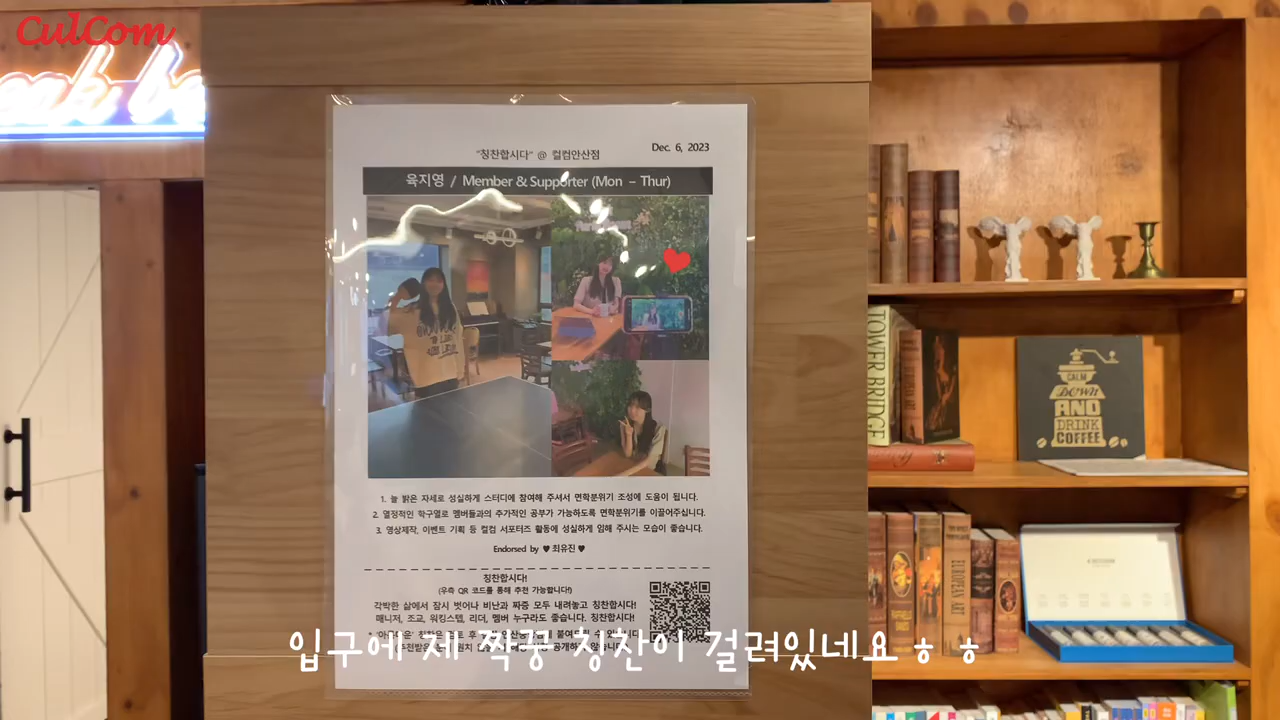 CulCom
eak be
Dec. 6, 2023
"칭찬합시다" @ 컬컴안산점
육지영 / Member & Supporter (Mon - Thur)
1. 늘 밝은 자세로 성실하게 스터디에 참여해 주셔서 면학분위기 조성에 도움이 됩니다.
2. 열정적인 학구열로 멤버들과의 추가적인 공부가 가능하도록 면학분위기를 이끌어주십니다.
3. 영상제작, 이벤트 기획 등 컬컴 서포터즈 활동에 성실하게 임해 주시는 모습이 좋습니다.
Endorsed by ♥ 최유진 ♥
칭찬합시다!
(우측 QR 코드를 통해 추천 가능합니다!)
각박한 삶에서 잠시 벗어나 비난과 짜증 모두 내려놓고 칭찬합시다!
매니저, 조교, 워킹스텝, 리더, 멤버 누구라도 좋습니다. 칭찬합시다!
입구에 제 짝꿍 칭찬이 걸려있네요 ㅎ ㅎ
TOWER BRIDGE
CALM
DOWN
AND
DRINK
COFFEE
EUROPEAN ART